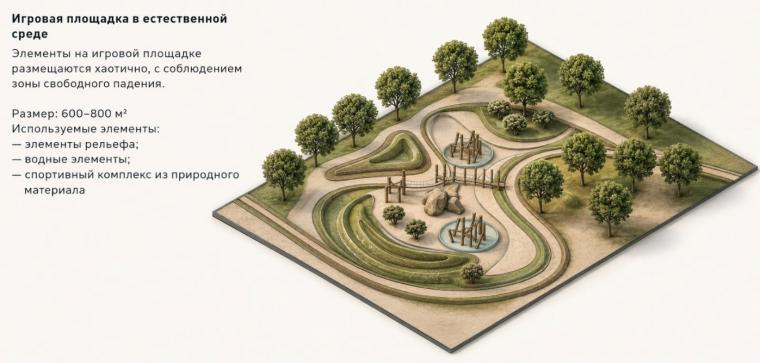 Игровая площадка в естественной
среде
Элементы на игровой площадке
размещаются хаотично, с соблюдением
зоны свободного падения.
Размер: 600–800 м²
Используемые элементы:
— элементы рельефа;
— водные элементы;
— спортивный комплекс из природного
материала